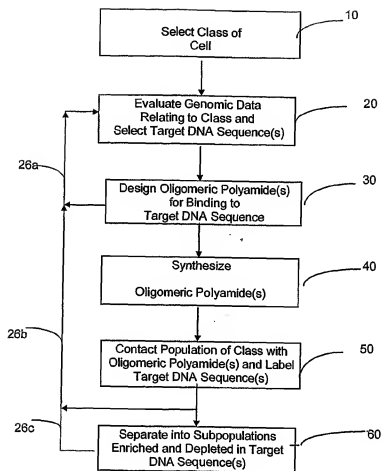 10
Select Class of
Cell
20
Evaluate Genomic Data
Relating to Class and
Select Target DNA Sequence(s)
26a
30
Design Oligomeric Polyamide(s)
for Binding to
Target DNA Sequence
40
Synthesize
Oligomeric Polyamide(s)
26b
50
Contact Population of Class with
Oligomeric Polyamide(s) and Label
Target DNA Sequence(s)
26c
60
Separate into Subpopulations
Enriched and Depleted in Target
DNA Sequence(s)